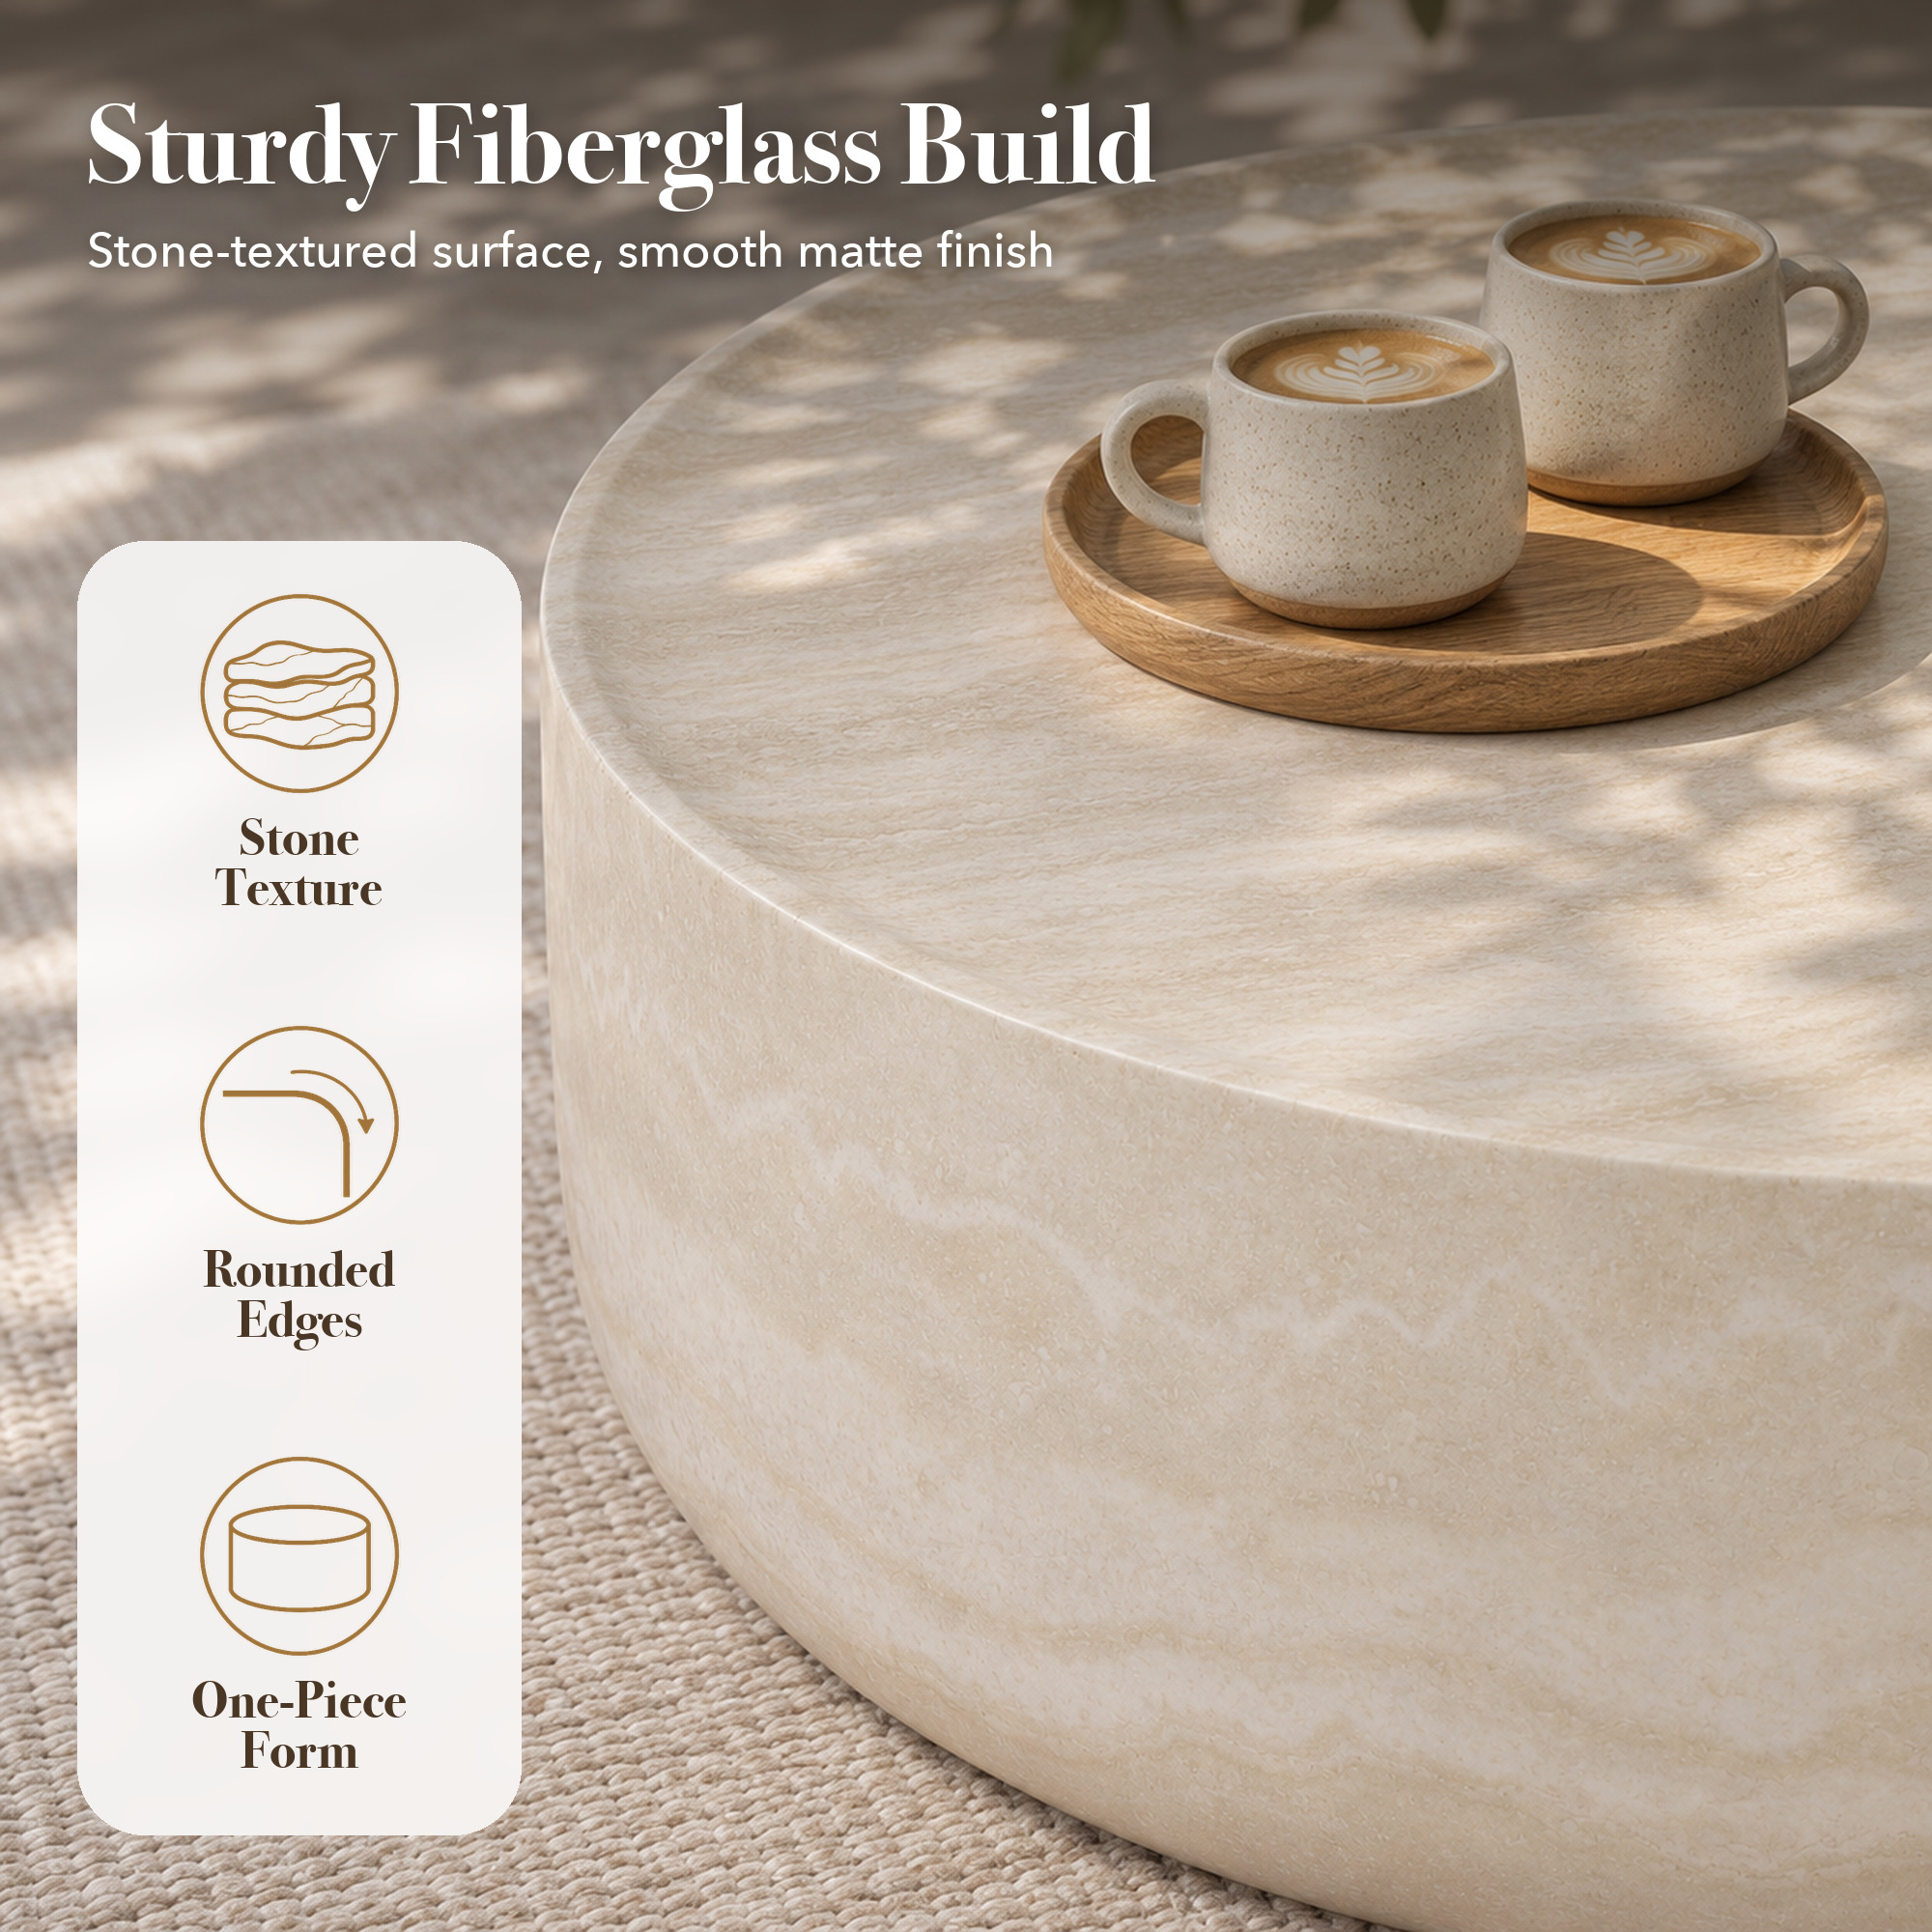 Sturdy Fiberglass Build
Stone-textured surface, smooth matte finish
Stone
Texture
Rounded
Edges
One-Piece
Form